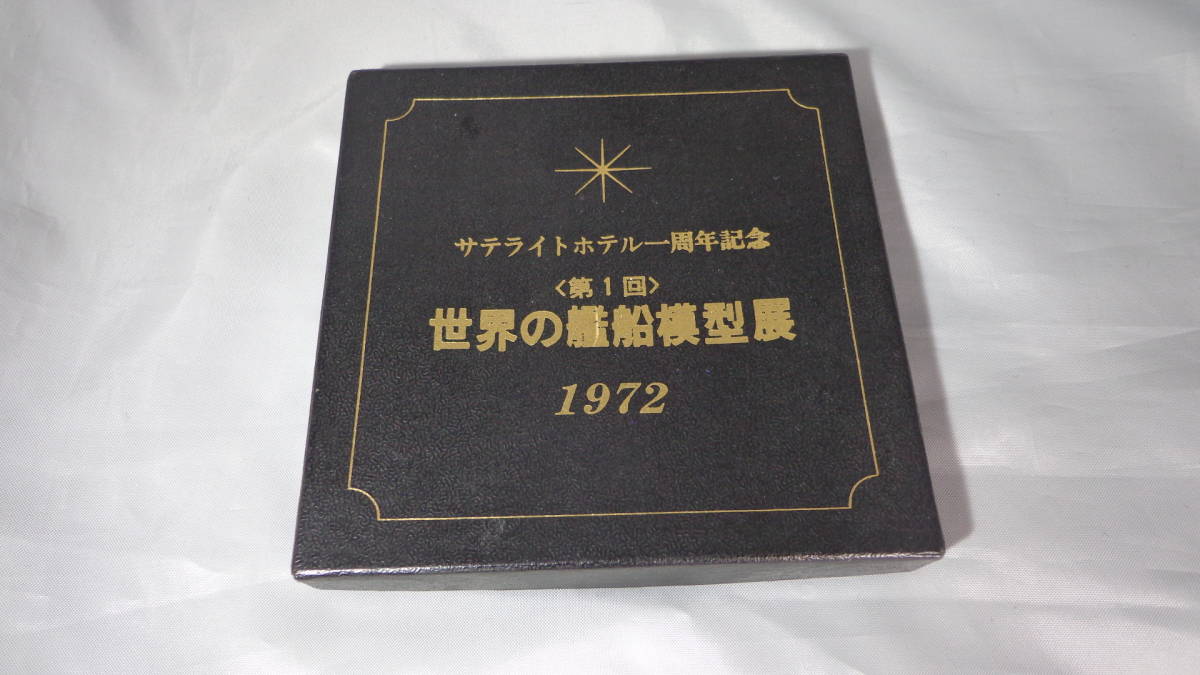 サテライトホテル一周年記念
〈第1回〉
世界の艦船模型展
1972